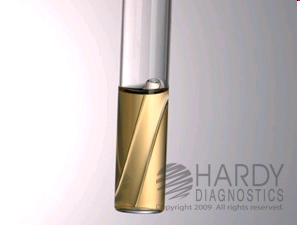 HARDY
DIAGNOSTICS
Copyright 2009 All rights reserved.